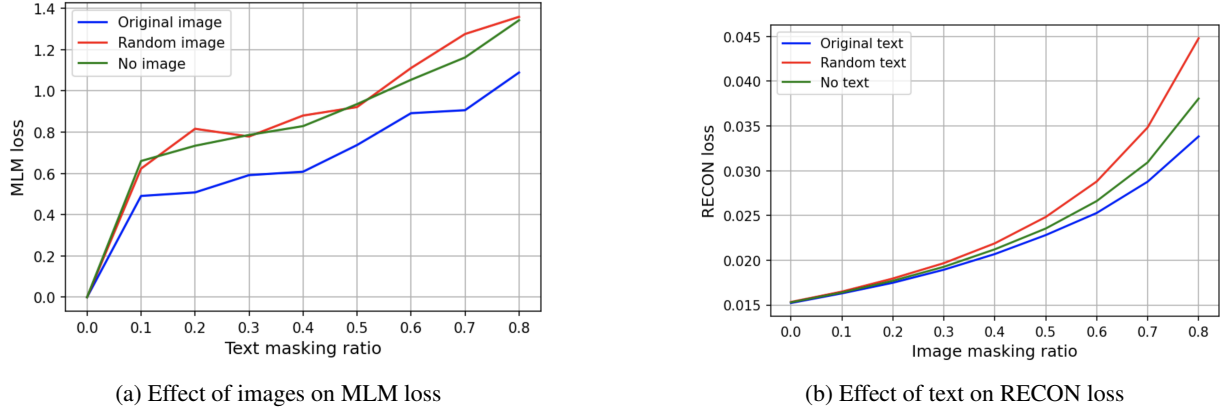 1.4
1.2
1.0
0.8
0.6
0.4
0.2
0.0
MLM loss
Original image
Random image
No image
0.0 0.1 0.2 0.3 0.4 0.5 0.6 0.7 0.8
Text masking ratio
(a) Effect of images on MLM loss
0.045
0.040
0.035
0.030
0.025
0.020
0.015
RECON loss
Original text
Random text
No text
0.0 0.1 0.2 0.3 0.4 0.5 0.6 0.7 0.8
Image masking ratio
(b) Effect of text on RECON loss